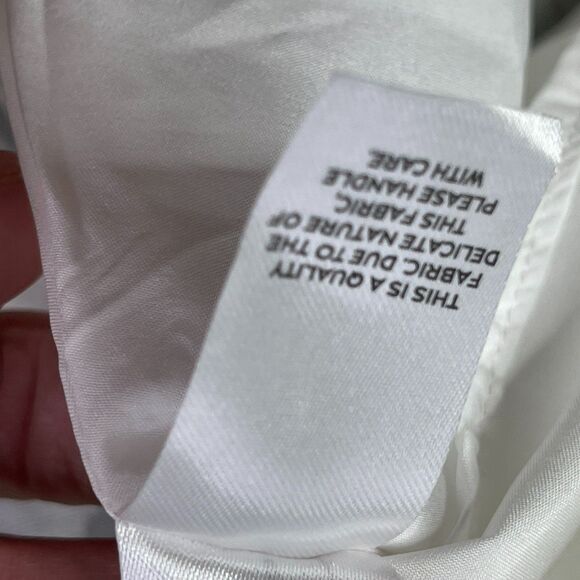 THIS IS A QUALITY
FABRIC. DUE TO THE
DELICATE NATURE OF
THIS FABRIC,
PLEASE HANDLE
WITH CARE.